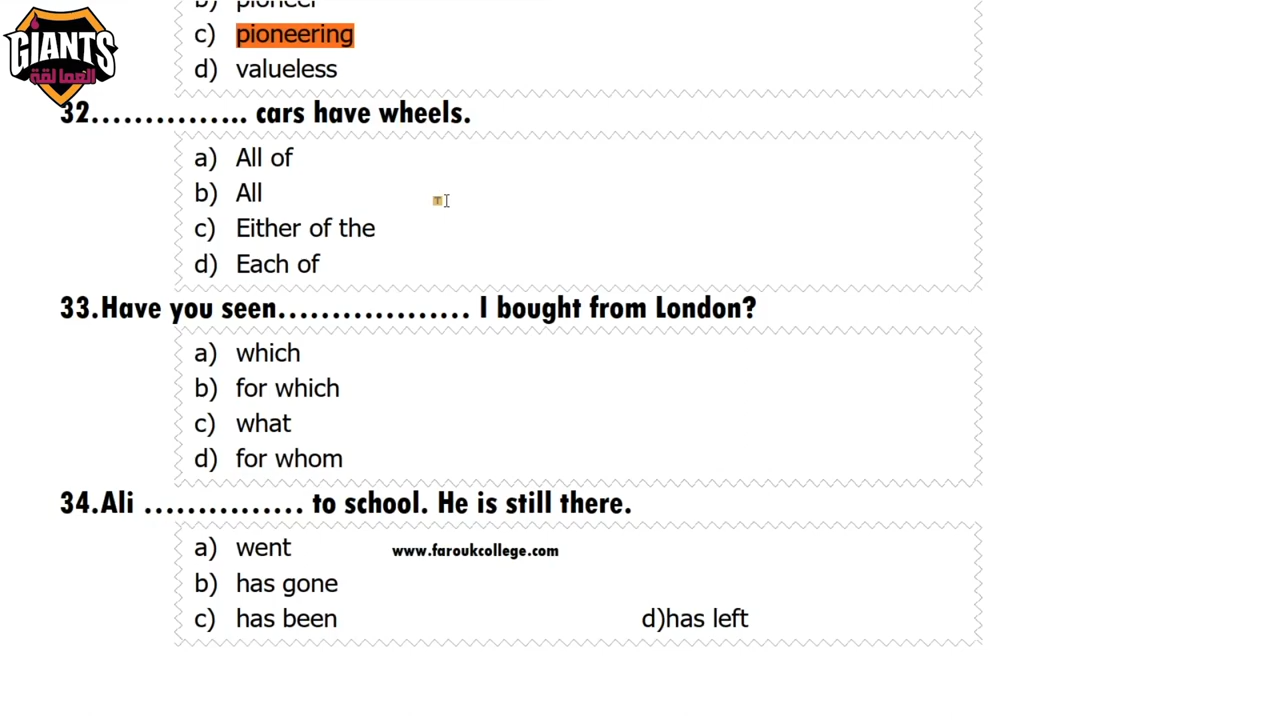 GIANTS
العمالقة
b) pioneer
c) pioneering
d) valueless
32................ cars have wheels.
a) All of
b) All
c) Either of the
d) Each of
33.Have you seen.................. I bought from London?
a) which
b) for which
c) what
d) for whom
34.Ali ............... to school. He is still there.
a) went www.faroukcollege.com
b) has gone
c) has been d)has left